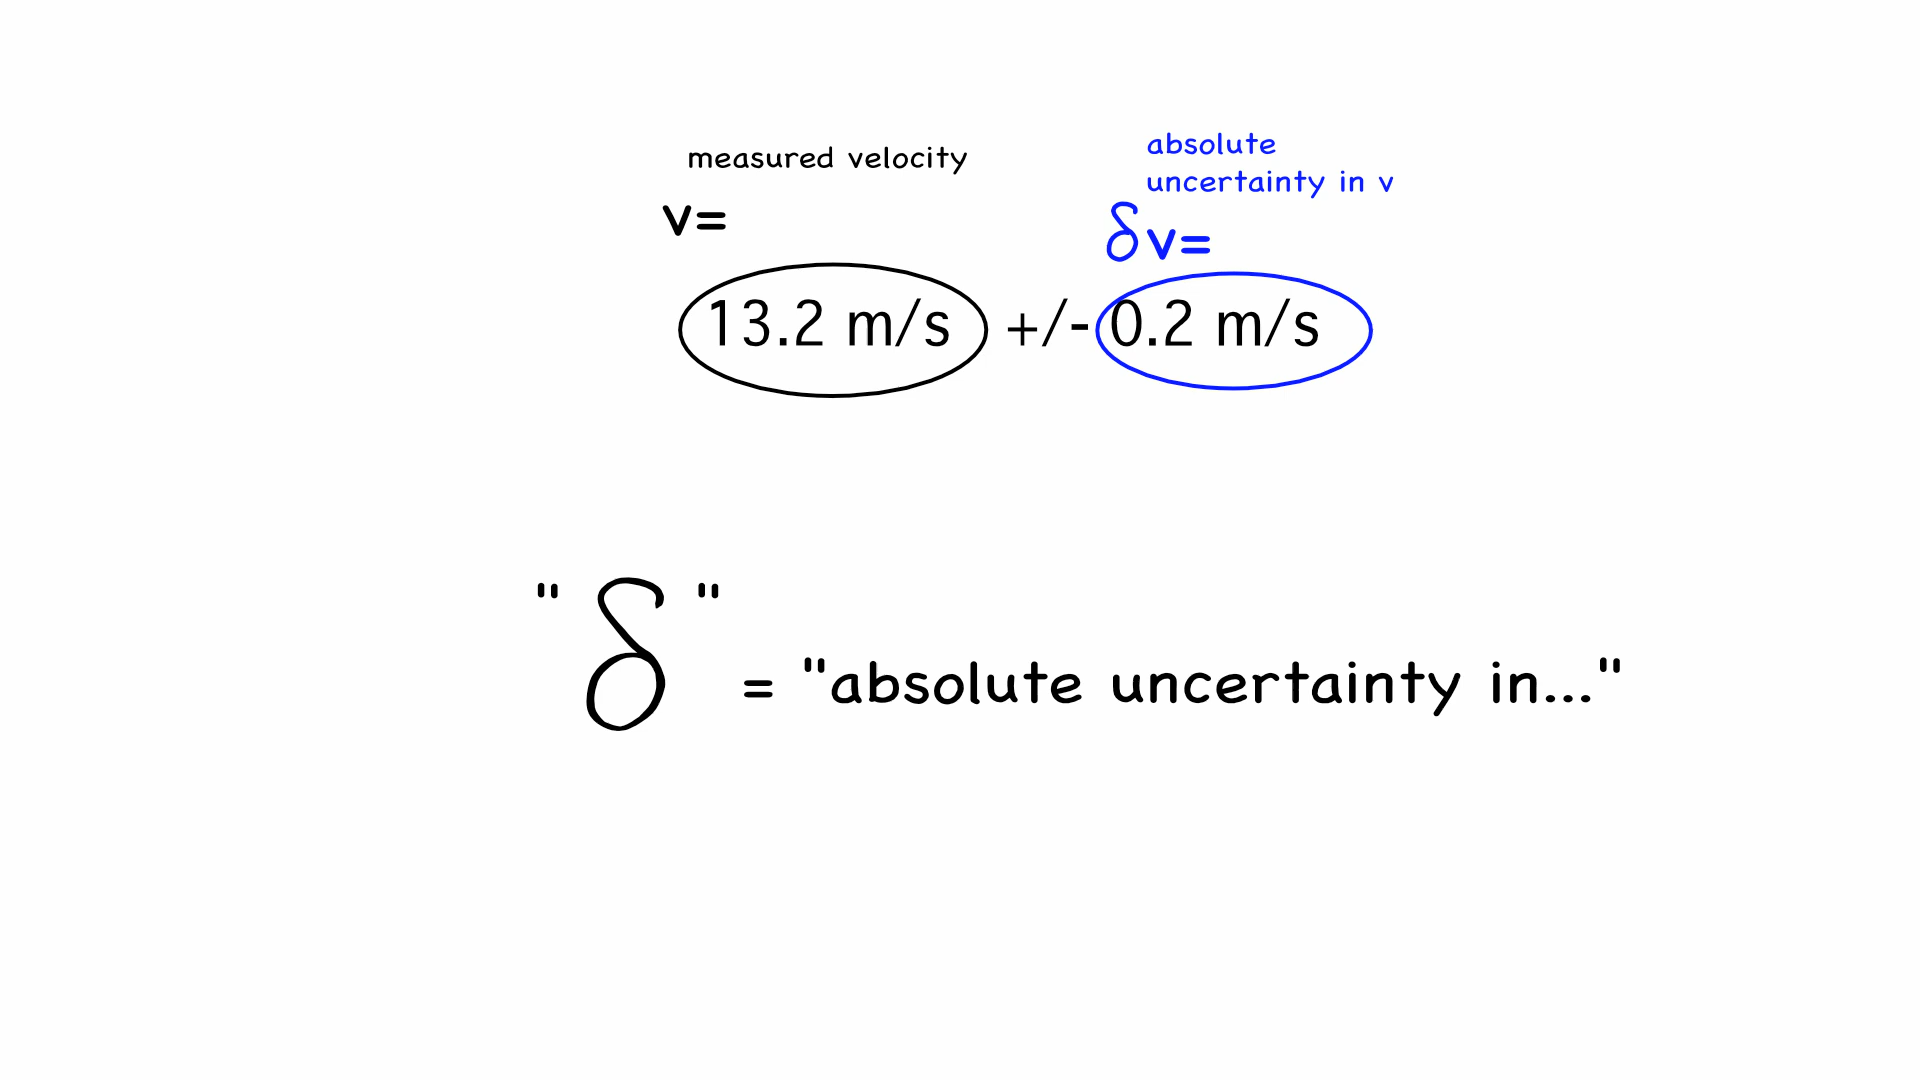 measured velocity
absolute
uncertainty in v
v=
δv=
13.2 m/s +/- 0.2 m/s
"δ" = "absolute uncertainty in..."